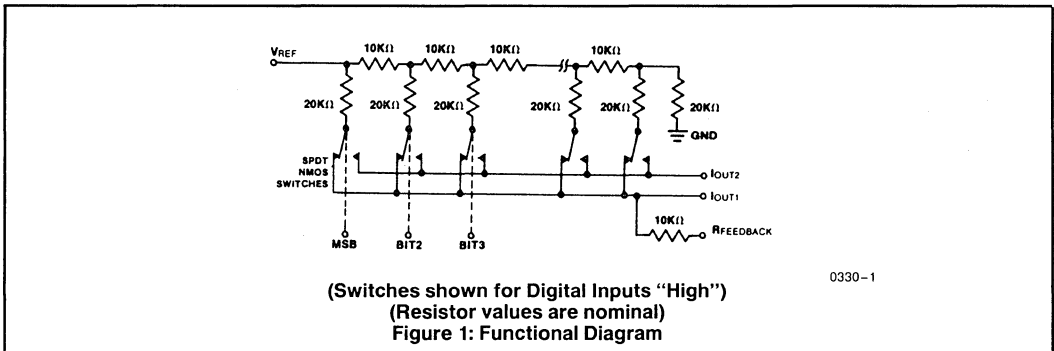 VREF
10KΩ 10KΩ 10KΩ 10KΩ
20KΩ 20KΩ 20KΩ 20KΩ 20KΩ 20KΩ
GND
SPDT
NMOS
SWITCHES
IOUT2
IOUT1
10KΩ
RFEEDBACK
MSB BIT2 BIT3
0330–1
(Switches shown for Digital Inputs “High”)
(Resistor values are nominal)
Figure 1: Functional Diagram